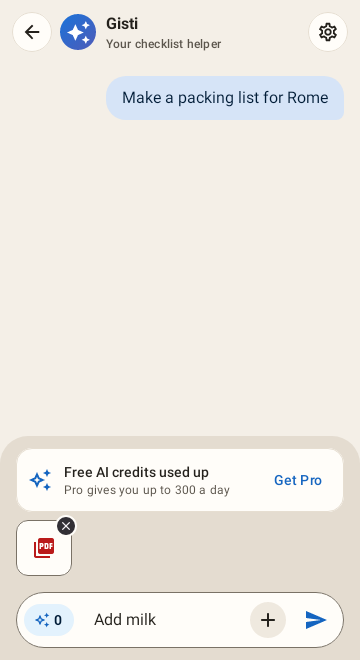 Gisti
Your checklist helper
Make a packing list for Rome
Free AI credits used up
Pro gives you up to 300 a day
Get Pro
PDF
0
Add milk